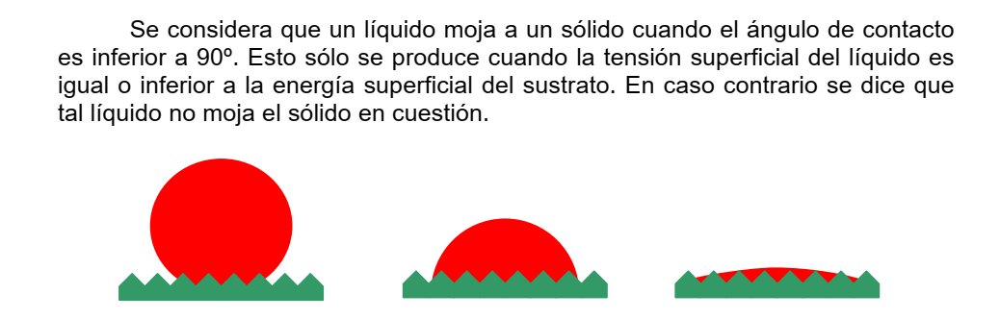 Se considera que un líquido moja a un sólido cuando el ángulo de contacto
es inferior a 90º. Esto sólo se produce cuando la tensión superficial del líquido es
igual o inferior a la energía superficial del sustrato. En caso contrario se dice que
tal líquido no moja el sólido en cuestión.